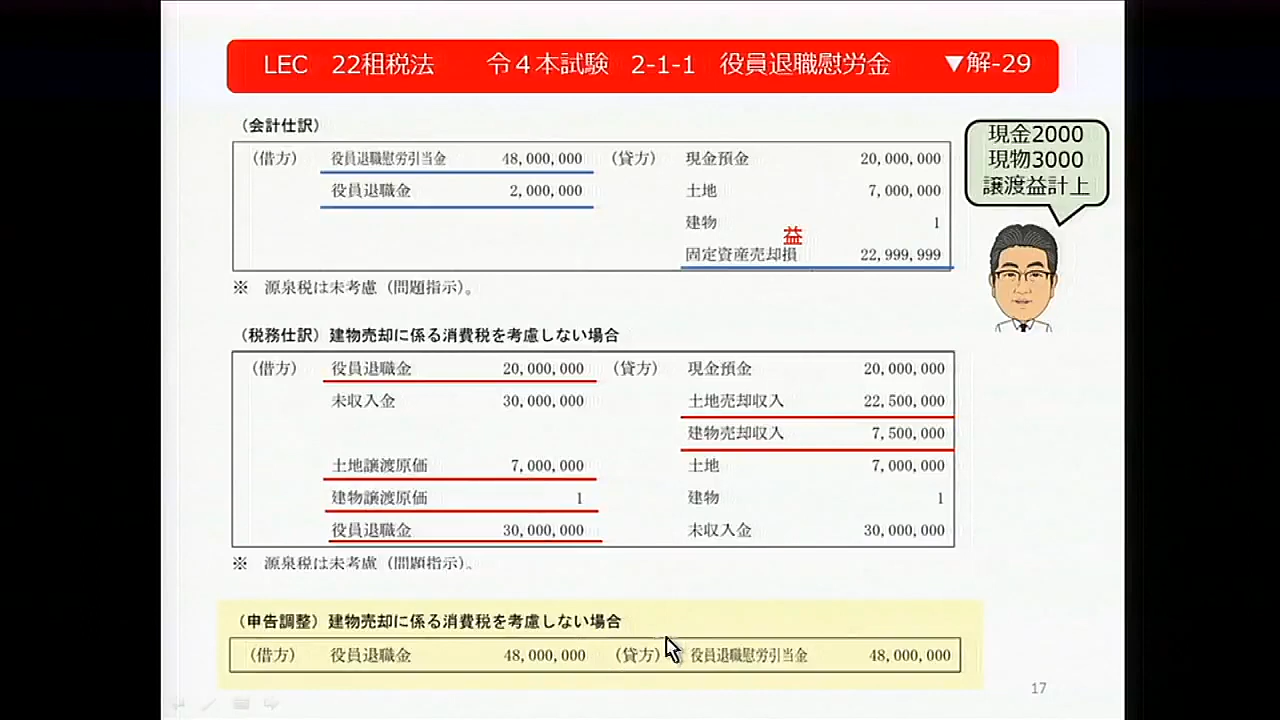 LEC 22租税法 令４本試験 2-1-1 役員退職慰労金 ▼解-29
（会計仕訳）
（借方） 役員退職慰労引当金 48,000,000 （貸方） 現金預金 20,000,000
役員退職金 2,000,000 土地 7,000,000
建物 1
益
固定資産売却損 22,999,999
※ 源泉税は未考慮（問題指示）。
現金2000
現物3000
譲渡益計上
（税務仕訳）建物売却に係る消費税を考慮しない場合
（借方） 役員退職金 20,000,000 （貸方） 現金預金 20,000,000
未収入金 30,000,000 土地売却収入 22,500,000
建物売却収入 7,500,000
土地譲渡原価 7,000,000 土地 7,000,000
建物譲渡原価 1 建物 1
役員退職金 30,000,000 未収入金 30,000,000
※ 源泉税は未考慮（問題指示）。
（申告調整）建物売却に係る消費税を考慮しない場合
（借方） 役員退職金 48,000,000 （貸方） 役員退職慰労引当金 48,000,000
17